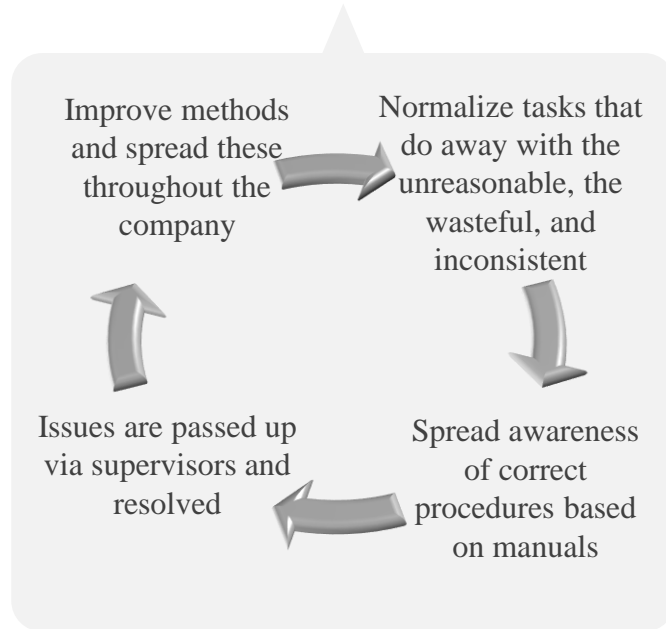 Improve methods
and spread these
throughout the
company
Normalize tasks that
do away with the
unreasonable, the
wasteful, and
inconsistent
Spread awareness
of correct
procedures based
on manuals
Issues are passed up
via supervisors and
resolved